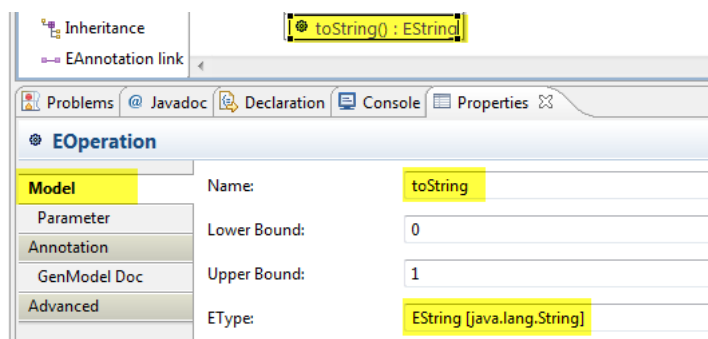 Inheritance
toString() : EString
EAnnotation link
Problems @ Javadoc Declaration Console Properties
EOperation
Model
Name: toString
Parameter
Lower Bound: 0
Annotation
GenModel Doc
Upper Bound: 1
Advanced
EType: EString [java.lang.String]